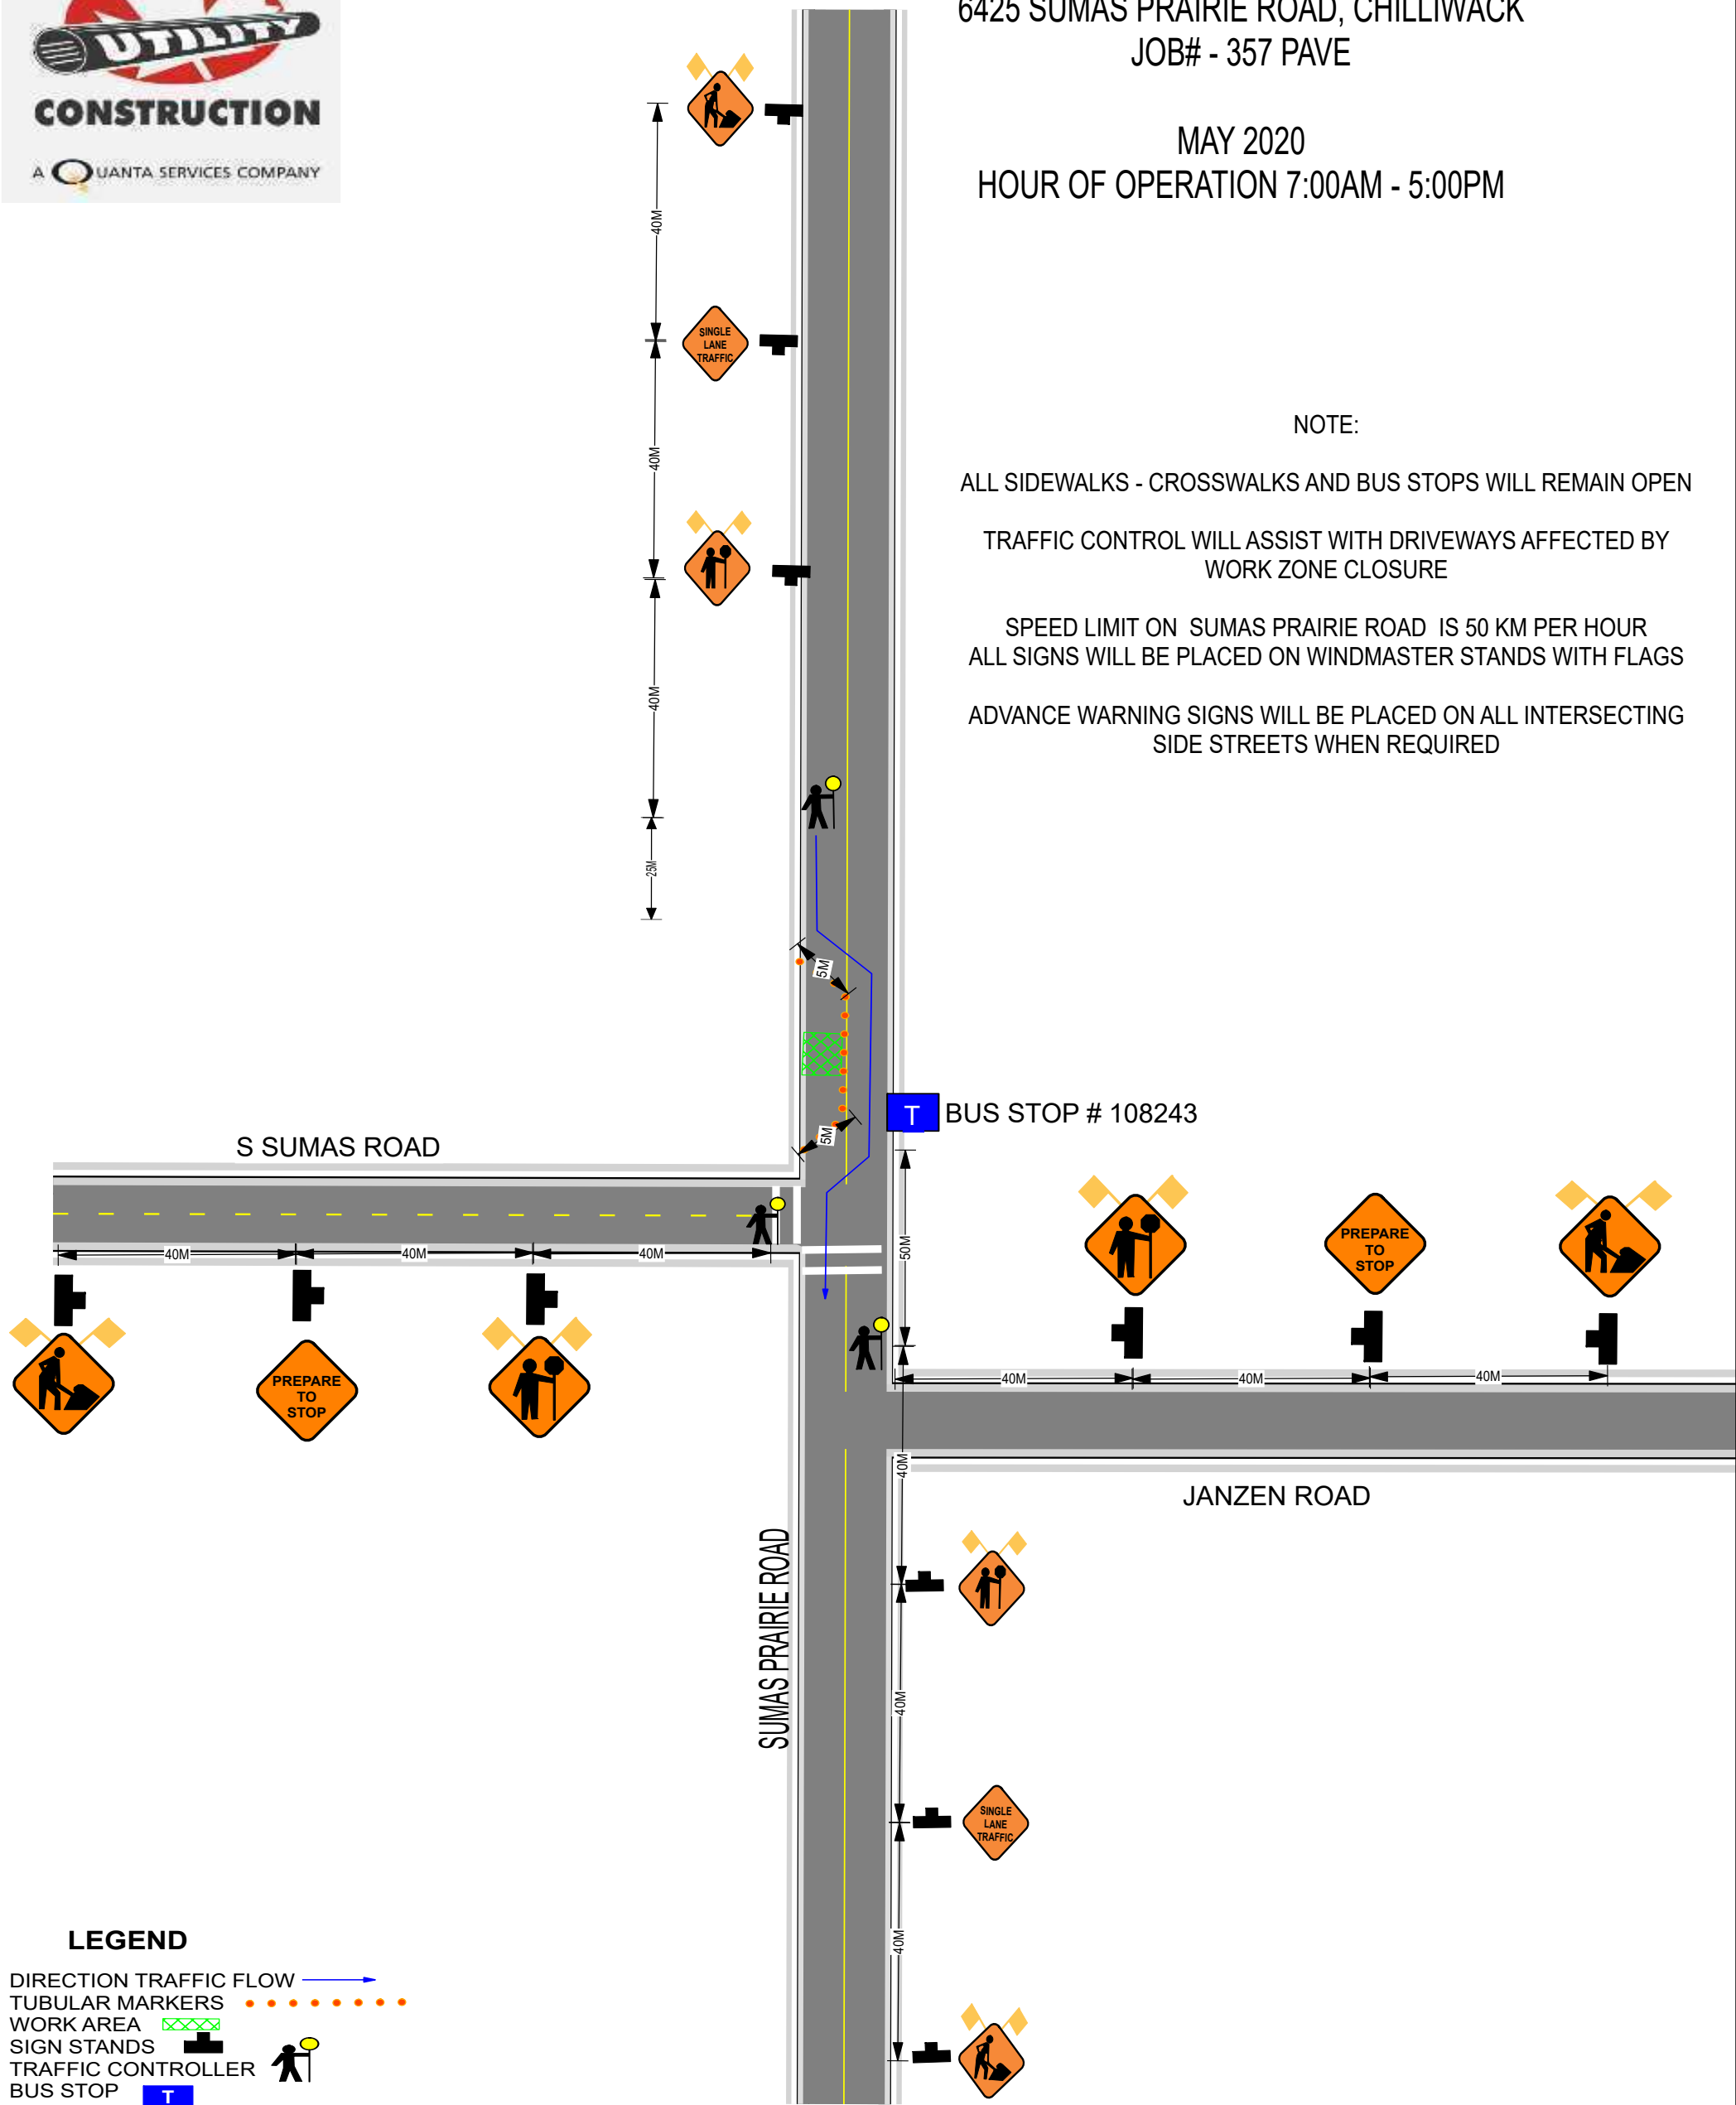 UTILITY
CONSTRUCTION
A QUANTA SERVICES COMPANY
6425 SUMAS PRAIRIE ROAD, CHILLIWACK
JOB# - 357 PAVE
MAY 2020
HOUR OF OPERATION 7:00AM - 5:00PM
40M
SINGLE
LANE
TRAFFIC
40M
NOTE:
ALL SIDEWALKS - CROSSWALKS AND BUS STOPS WILL REMAIN OPEN
TRAFFIC CONTROL WILL ASSIST WITH DRIVEWAYS AFFECTED BY
WORK ZONE CLOSURE
SPEED LIMIT ON SUMAS PRAIRIE ROAD IS 50 KM PER HOUR
ALL SIGNS WILL BE PLACED ON WINDMASTER STANDS WITH FLAGS
ADVANCE WARNING SIGNS WILL BE PLACED ON ALL INTERSECTING
SIDE STREETS WHEN REQUIRED
40M
25M
5M
T BUS STOP # 108243
5M
S SUMAS ROAD
40M 40M 40M
50M
PREPARE
TO
STOP
PREPARE
TO
STOP
40M 40M 40M
40M
JANZEN ROAD
SUMAS PRAIRIE ROAD
40M
SINGLE
LANE
TRAFFIC
40M
LEGEND
DIRECTION TRAFFIC FLOW
TUBULAR MARKERS
WORK AREA
SIGN STANDS
TRAFFIC CONTROLLER
BUS STOP T